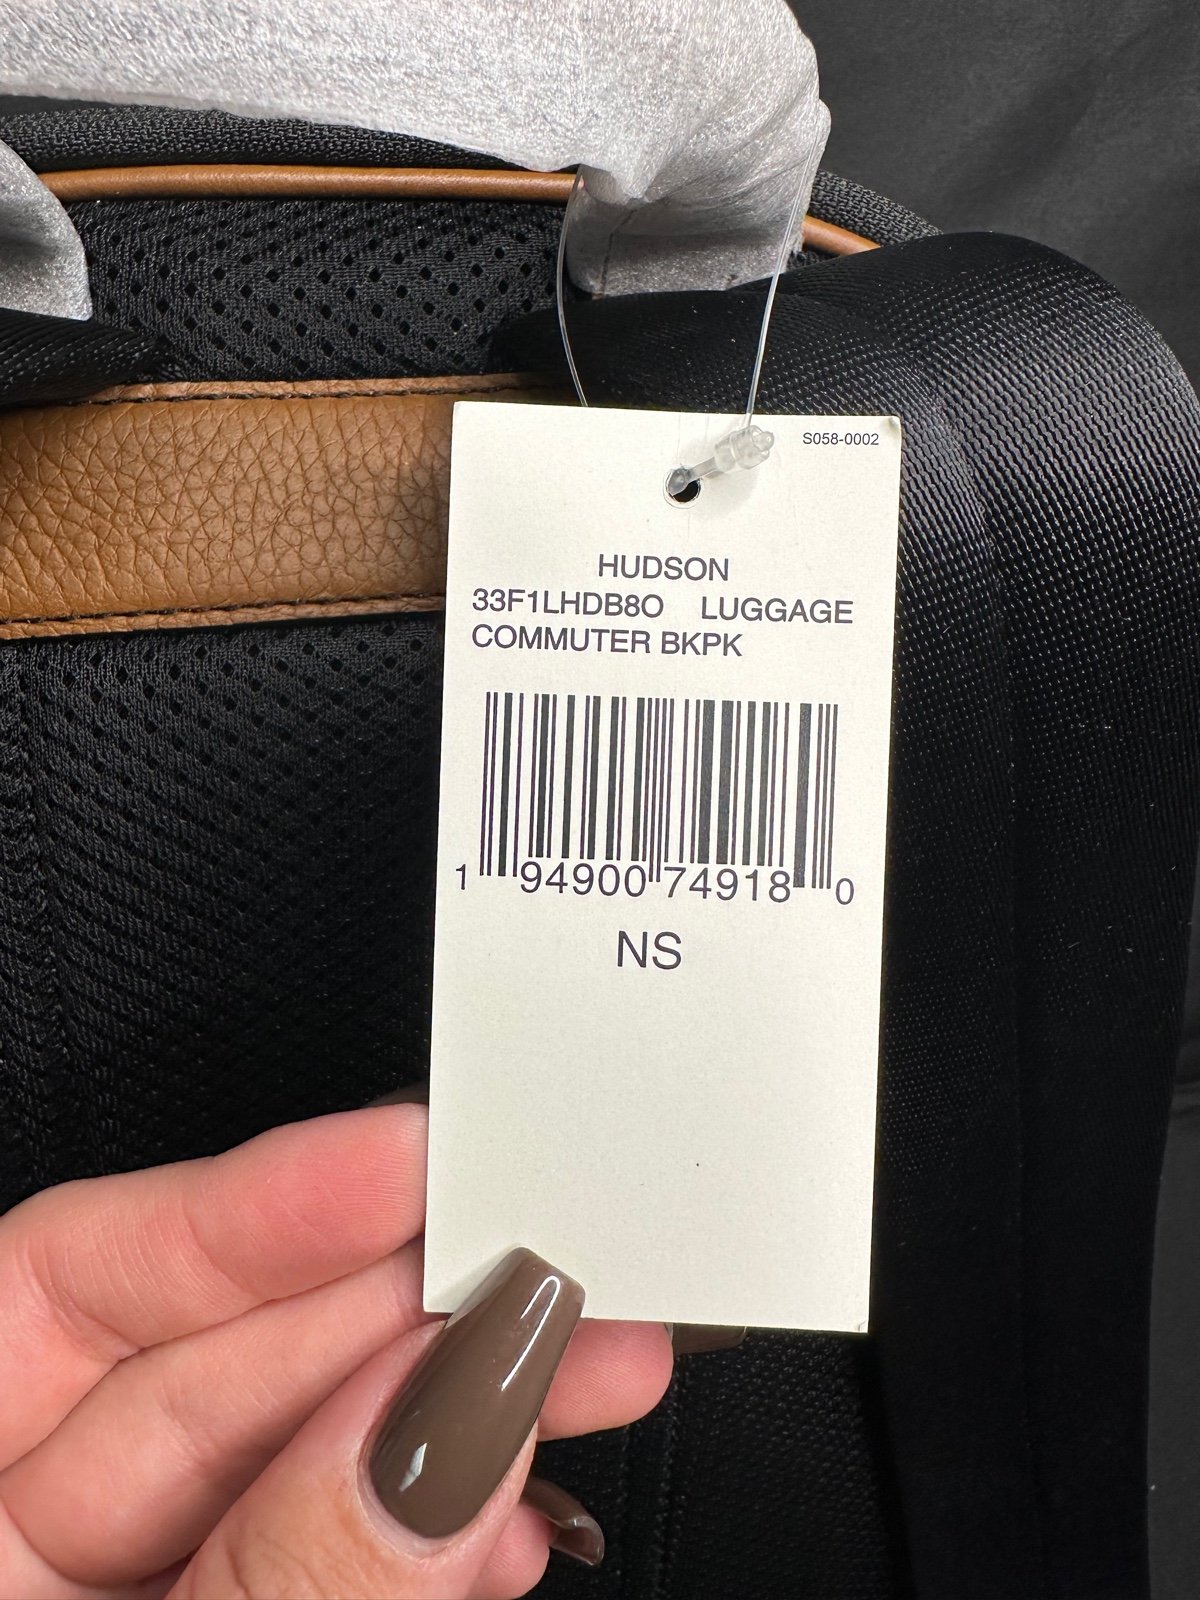 S058-0002
HUDSON
33F1LHDB8O LUGGAGE
COMMUTER BKPK
1 94900 74918 0
NS